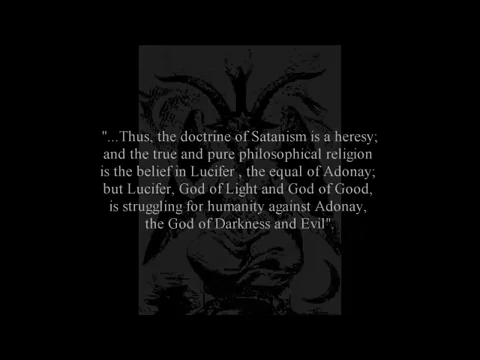 "...Thus, the doctrine of Satanism is a heresy;
and the true and pure philosophical religion
is the belief in Lucifer , the equal of Adonay;
but Lucifer, God of Light and God of Good,
is struggling for humanity against Adonay,
the God of Darkness and Evil".